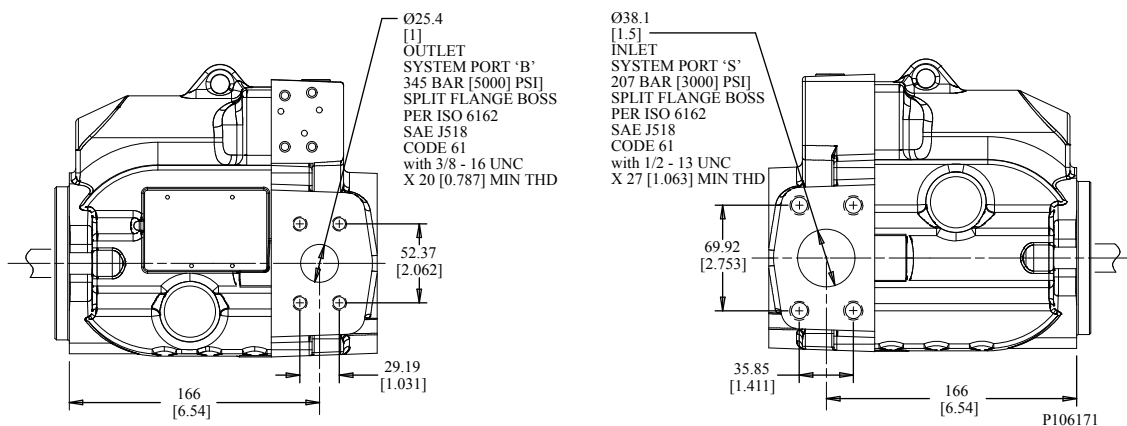 Ø25.4
[1]
OUTLET
SYSTEM PORT ‘B’
345 BAR [5000] PSI]
SPLIT FLANGE BOSS
PER ISO 6162
SAE J518
CODE 61
with 3/8 - 16 UNC
X 20 [0.787] MIN THD
52.37
[2.062]
29.19
[1.031]
166
[6.54]
Ø38.1
[1.5]
INLET
SYSTEM PORT ‘S’
207 BAR [3000] PSI]
SPLIT FLANGE BOSS
PER ISO 6162
SAE J518
CODE 61
with 1/2 - 13 UNC
X 27 [1.063] MIN THD
69.92
[2.753]
35.85
[1.411]
166
[6.54]
P106171